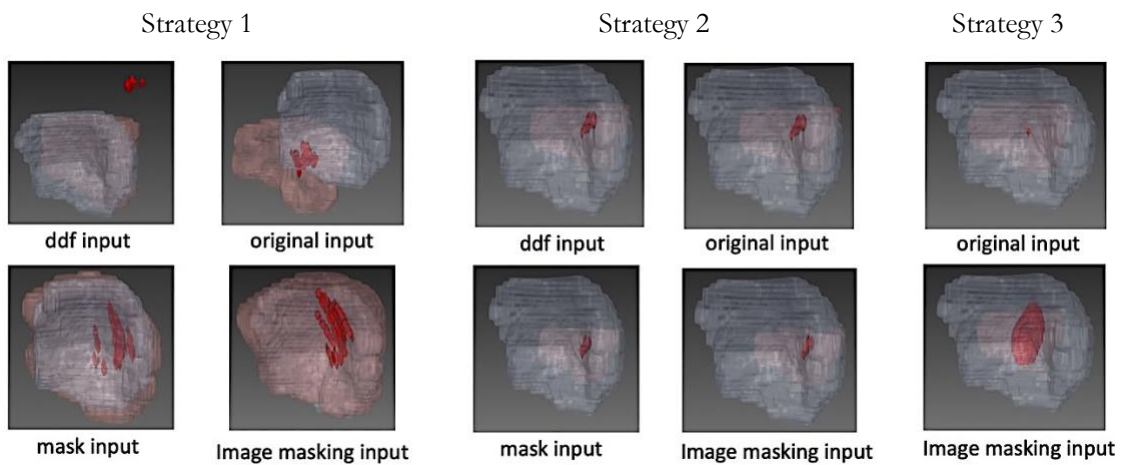 Strategy 1
Strategy 2
Strategy 3
ddf input
original input
ddf input
original input
original input
mask input
Image masking input
mask input
Image masking input
Image masking input